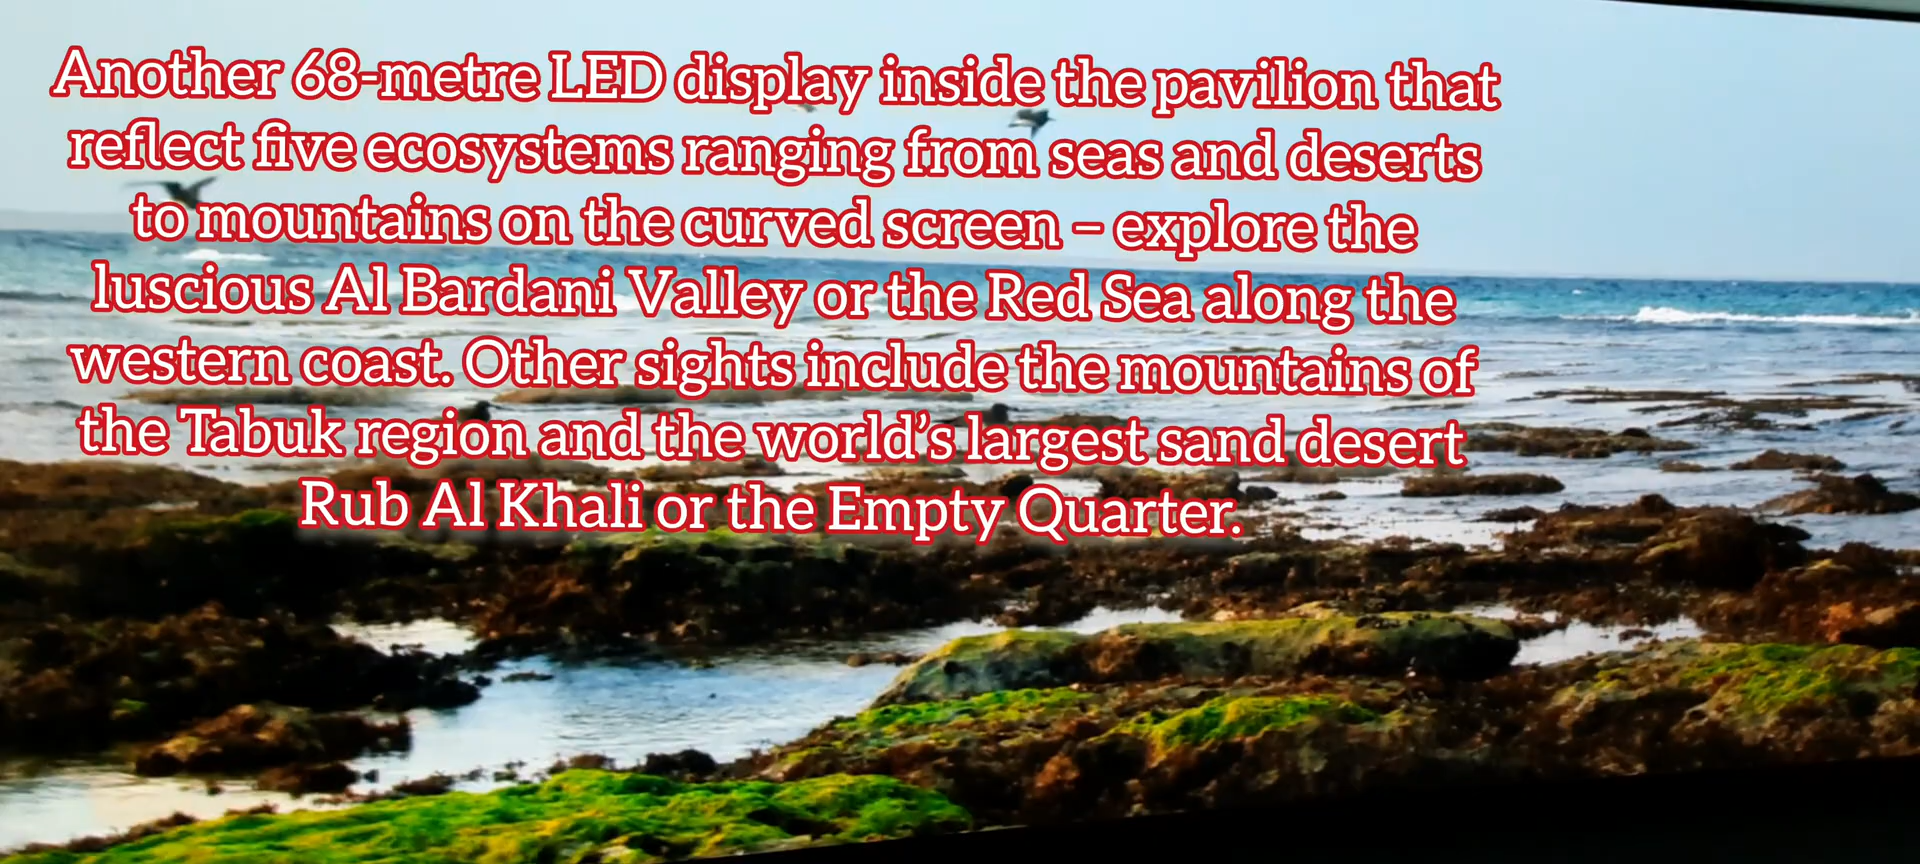 Another 68-metre LED display inside the pavilion that
reflect five ecosystems ranging from seas and deserts
to mountains on the curved screen – explore the
luscious Al Bardani Valley or the Red Sea along the
western coast. Other sights include the mountains of
the Tabuk region and the world’s largest sand desert
Rub Al Khali or the Empty Quarter.